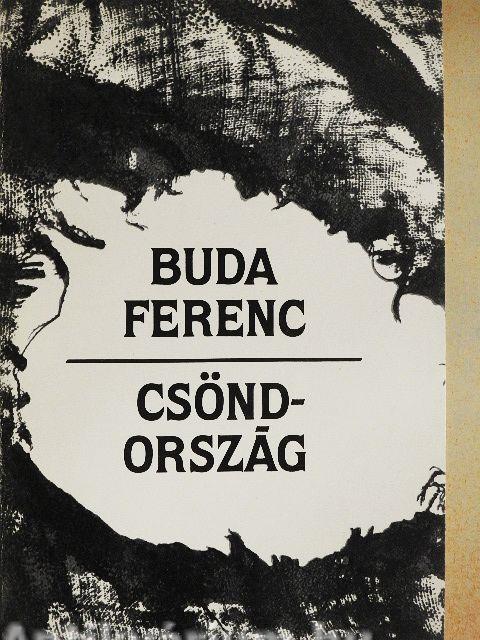 BUDA
FERENC
CSÖND-
ORSZÁG